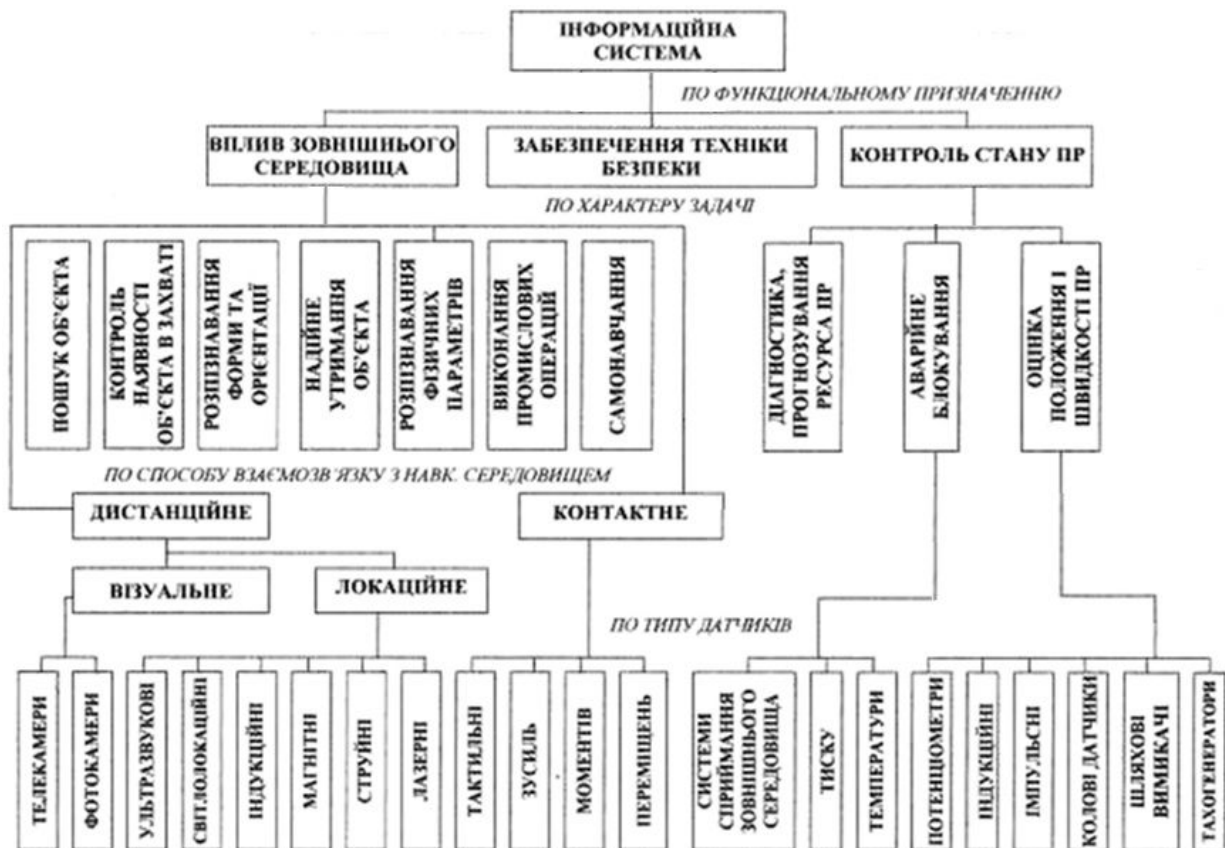 ІНФОРМАЦІЙНА
СИСТЕМА
ПО ФУНКЦІОНАЛЬНОМУ ПРИЗНАЧЕННЮ
ВПЛИВ ЗОВНІШНЬОГО
СЕРЕДОВИЩА
ЗАБЕЗПЕЧЕННЯ ТЕХНІКИ
БЕЗПЕКИ
КОНТРОЛЬ СТАНУ ПР
ПО ХАРАКТЕРУ ЗАДАЧІ
ПОШУК ОБ'ЄКТА
КОНТРОЛЬ
НАЯВНОСТІ
ОБ'ЄКТА В ЗАХВАТІ
РОЗПІЗНАВАННЯ
ФОРМИ ТА
ОРІЄНТАЦІЇ
НАДІЙНЕ
УТРИМАННЯ
ОБ'ЄКТА
РОЗПІЗНАВАННЯ
ФІЗИЧНИХ
ПАРАМЕТРІВ
ВИКОНАННЯ
ПРОМИСЛОВИХ
ОПЕРАЦІЙ
САМОНАВЧАННЯ
ДІАГНОСТИКА,
ПРОГНОЗУВАННЯ
РЕСУРСА ПР
АВАРІЙНЕ
БЛОКУВАННЯ
ОЦІНКА
ПОЛОЖЕННЯ І
ШВИДКОСТІ ПР
ПО СПОСОБУ ВЗАЄМОЗВ'ЯЗКУ З НАВК. СЕРЕДОВИЩЕМ
ДИСТАНЦІЙНЕ
КОНТАКТНЕ
ВІЗУАЛЬНЕ
ЛОКАЦІЙНЕ
ПО ТИПУ ДАТЧИКІВ
ТЕЛЕКАМЕРИ
ФОТОКАМЕРИ
УЛЬТРАЗВУКОВІ
СВІТЛОЛОКАЦІЙНІ
ІНДУКЦІЙНІ
МАГНІТНІ
СТРУЙНІ
ЛАЗЕРНІ
ТАКТИЛЬНІ
ЗУСИЛЬ
МОМЕНТІВ
ПЕРЕМІЩЕНЬ
СИСТЕМИ
СПРИЙМАННЯ
ЗОВНІШНЬОГО
СЕРЕДОВИЩА
ТИСКУ
ТЕМПЕРАТУРИ
ПОТЕНЦІОМЕТРИ
ІНДУКЦІЙНІ
ІМПУЛЬСНІ
КОЛОВІ ДАТЧИКИ
ШЛЯХОВІ
ВИМИКАЧІ
ТАХОГЕНЕРАТОРИ